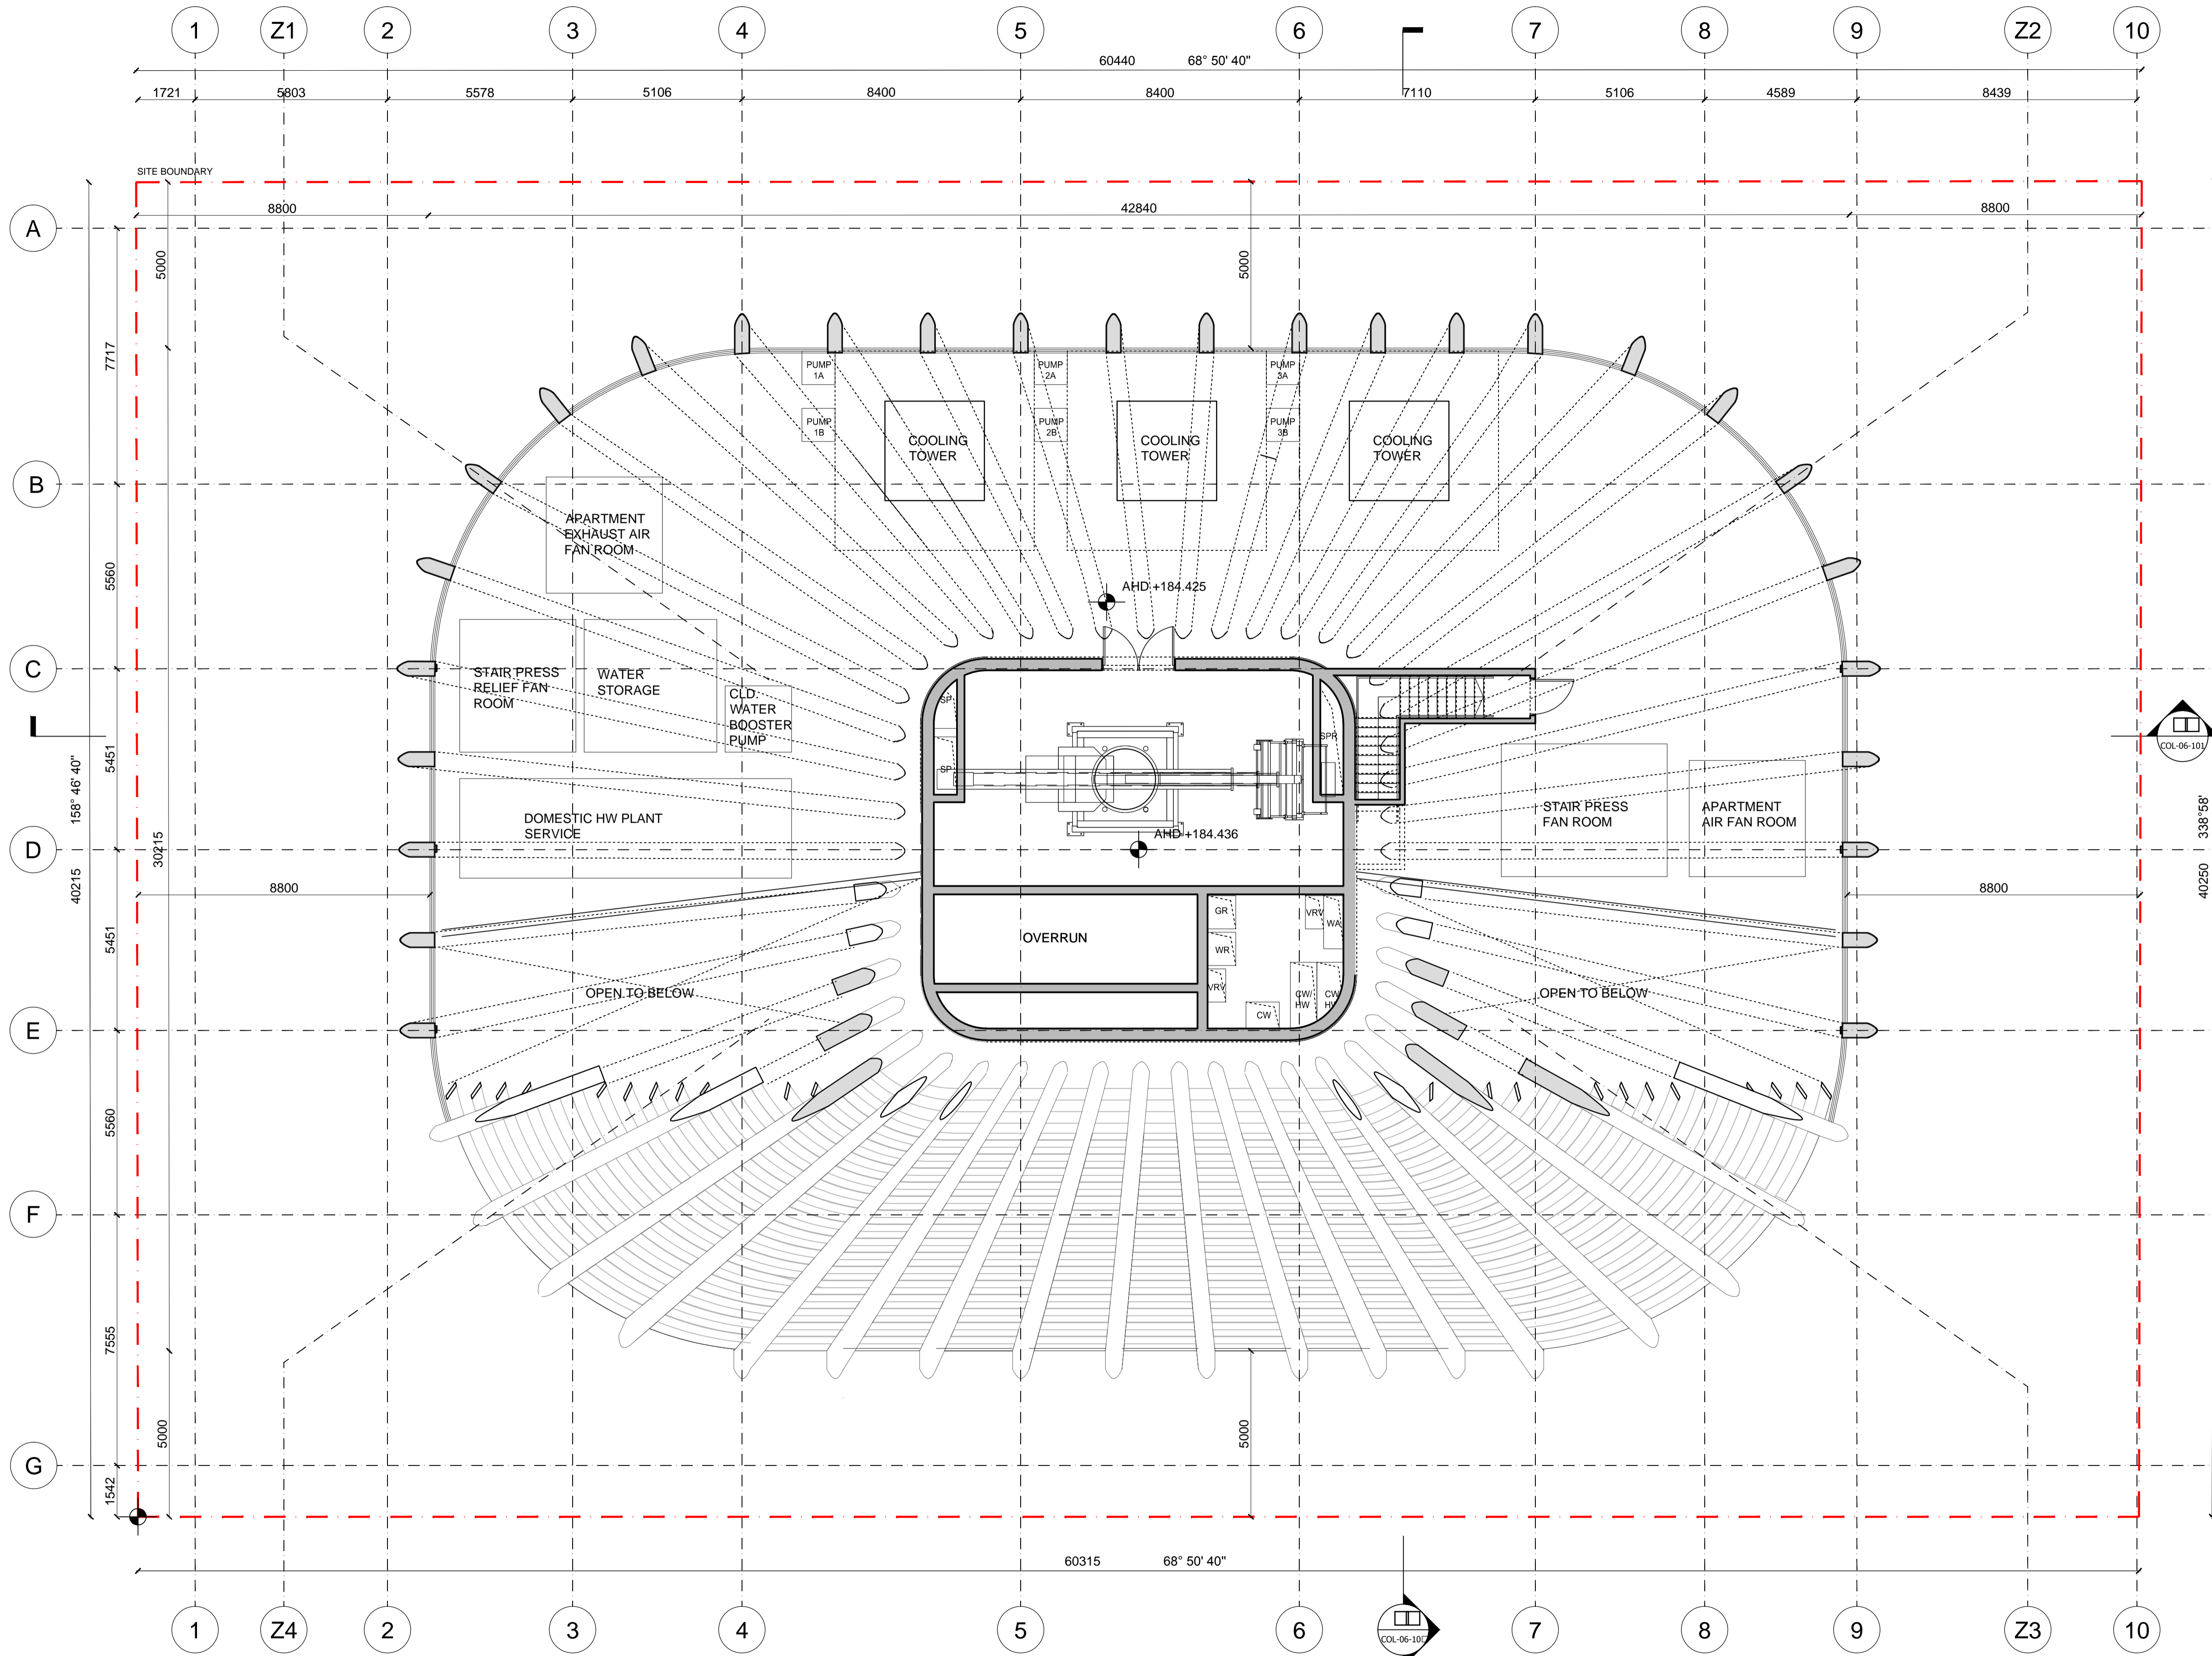 1 Z1 2 3 4 5 6 7 8 9 Z2 10
60440 68° 50' 40"
1721 5803 5578 5106 8400 8400 7110 5106 4589 8439
SITE BOUNDARY
8800 42840 8800
A
5000
5000
7717
PUMP
1A
PUMP
2A
PUMP
3A
PUMP
1B
PUMP
2B
PUMP
3B
COOLING
TOWER
COOLING
TOWER
COOLING
TOWER
B
APARTMENT
EXHAUST AIR
FAN ROOM
5560
AHD +184.425
C
STAIR PRESS
RELIEF FAN
ROOM
WATER
STORAGE
CLD
WATER
BOOSTER
PUMP
SP
SP
SPR
5451
158° 46' 40"
40215
30215
COL-06-101
STAIR PRESS
FAN ROOM
APARTMENT
AIR FAN ROOM
DOMESTIC HW PLANT
SERVICE
AHD +184.436
D
338°58'
40250
8800
8800
5451
GR
VRV
WA
WR
OVERRUN
VRV
CW/
HW
CW
CW
OPEN TO BELOW
OPEN TO BELOW
E
5560
F
7555
5000
5000
G
1542
60315 68° 50' 40"
1 Z4 2 3 4 5 6 7 8 9 Z3 10